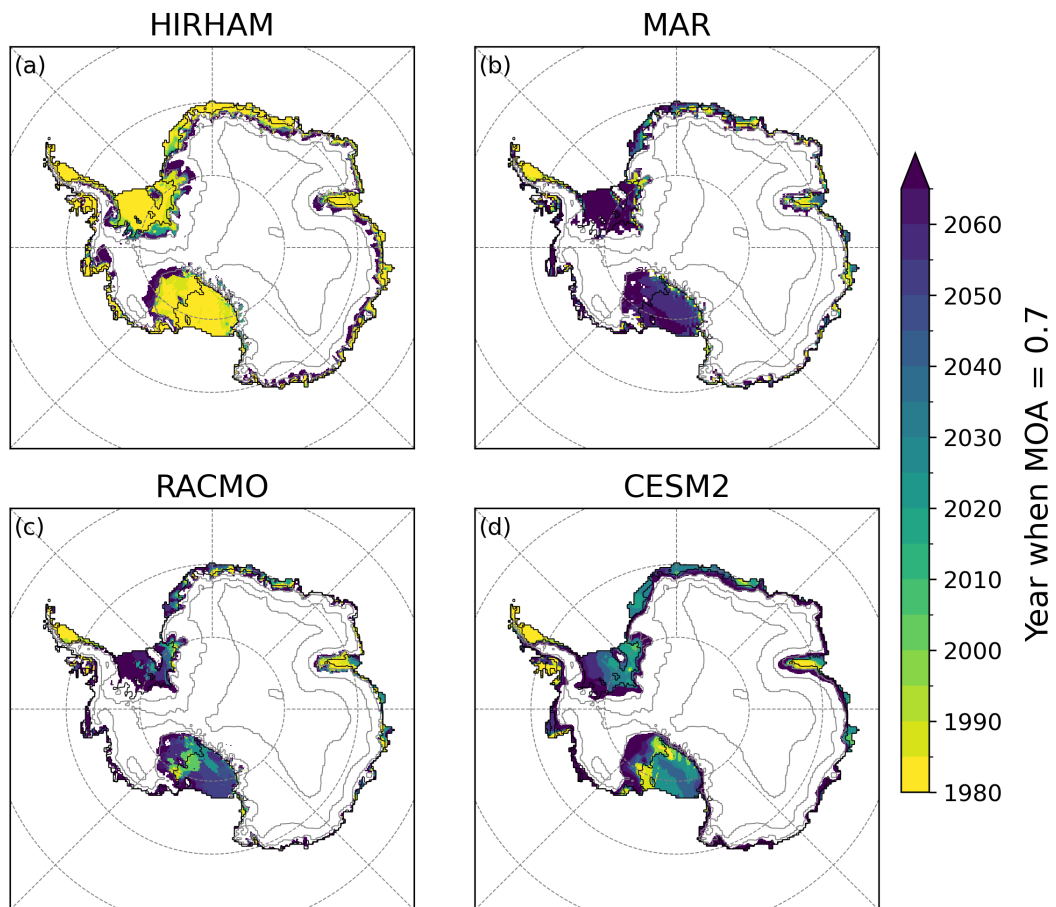 HIRHAM
MAR
(a)
(b)
RACMO
CESM2
(c)
(d)
2060
2050
2040
2030
2020
2010
2000
1990
1980
Year when MOA = 0.7